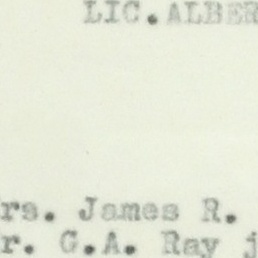 LIC.ALBER
rs. James R.
r. G.A. Ray j